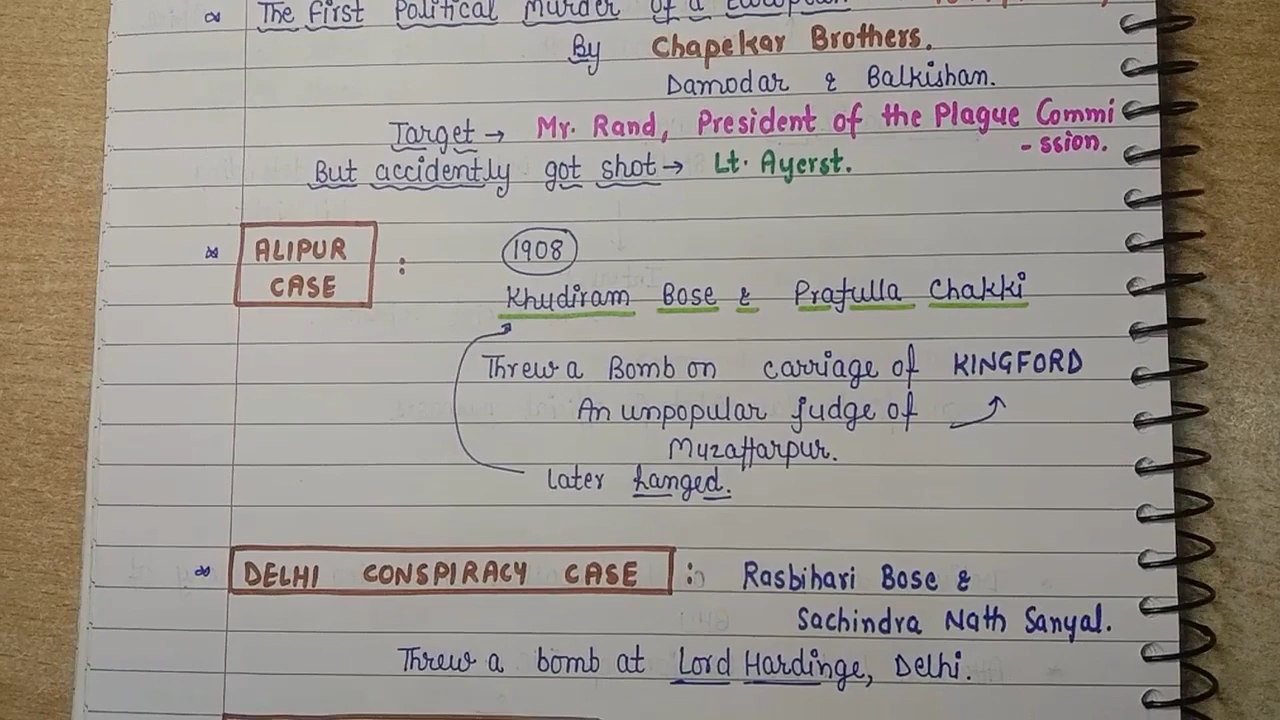 The First Political Murder of a European
By Chapekar Brothers.
Damodar & Balkishan.
Target → Mr. Rand, President of the Plague Commi
-ssion.
But accidently got shot → Lt. Ayerst.
ALIPUR CASE : 1908
Khudiram Bose & Prafulla Chakki
Threw a Bomb on carriage of KINGFORD
An unpopular judge of
Muzaffarpur.
Later hanged.
DELHI CONSPIRACY CASE : Rasbihari Bose &
Sachindra Nath Sanyal.
Threw a bomb at Lord Hardinge, Delhi.